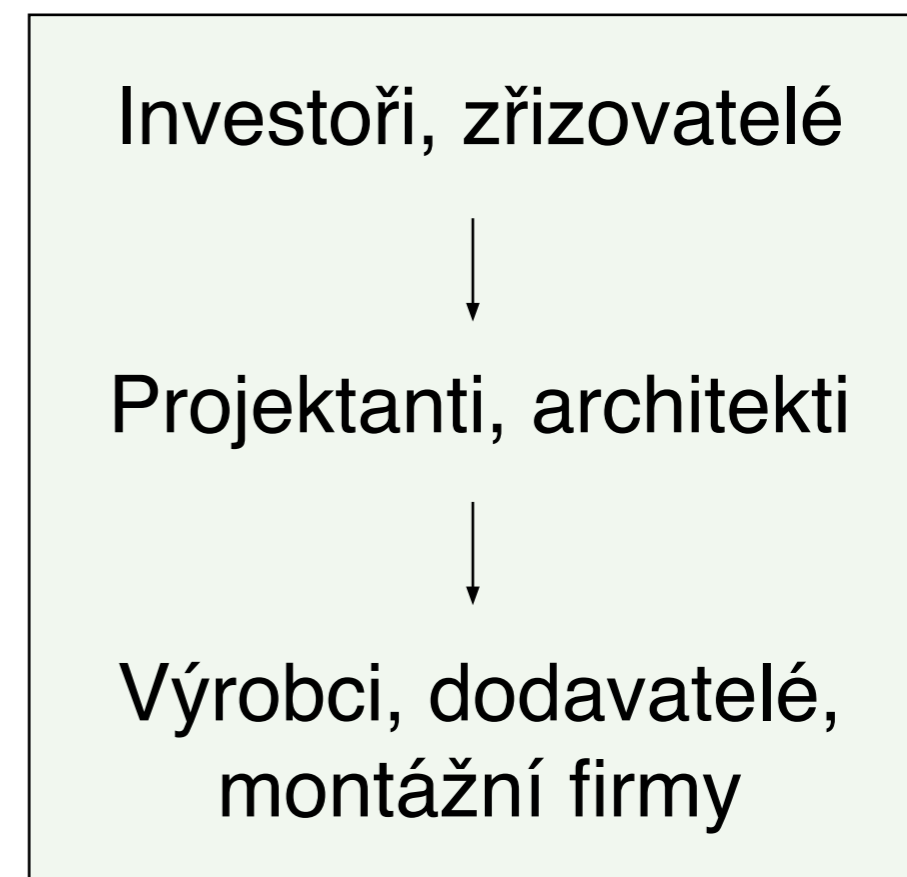 Investoři, zřizovatelé
Projektanti, architekti
Výrobci, dodavatelé,
montážní firmy